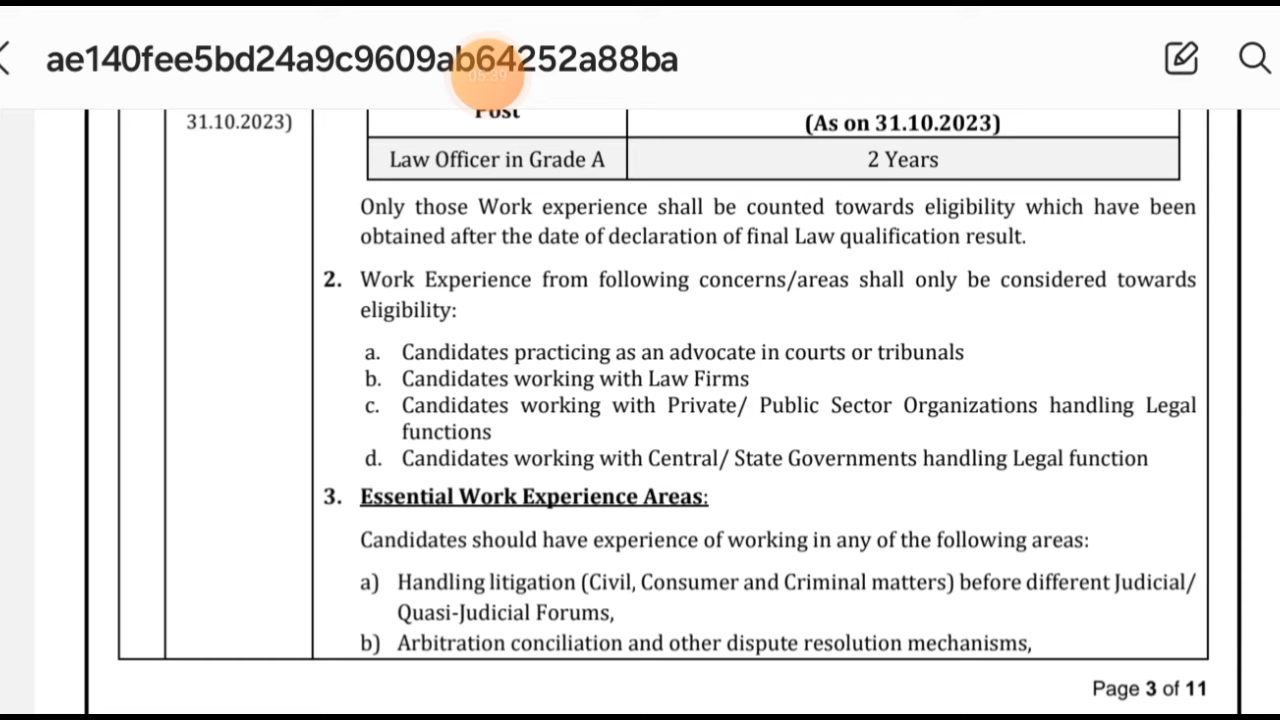 ae140fee5bd24a9c9609ab64252a88ba
05:39
31.10.2023)
Post
(As on 31.10.2023)
Law Officer in Grade A
2 Years
Only those Work experience shall be counted towards eligibility which have been
obtained after the date of declaration of final Law qualification result.
2. Work Experience from following concerns/areas shall only be considered towards
eligibility:
a. Candidates practicing as an advocate in courts or tribunals
b. Candidates working with Law Firms
c. Candidates working with Private/ Public Sector Organizations handling Legal
functions
d. Candidates working with Central/ State Governments handling Legal function
3. Essential Work Experience Areas:
Candidates should have experience of working in any of the following areas:
a) Handling litigation (Civil, Consumer and Criminal matters) before different Judicial/
Quasi-Judicial Forums,
b) Arbitration conciliation and other dispute resolution mechanisms,
Page 3 of 11